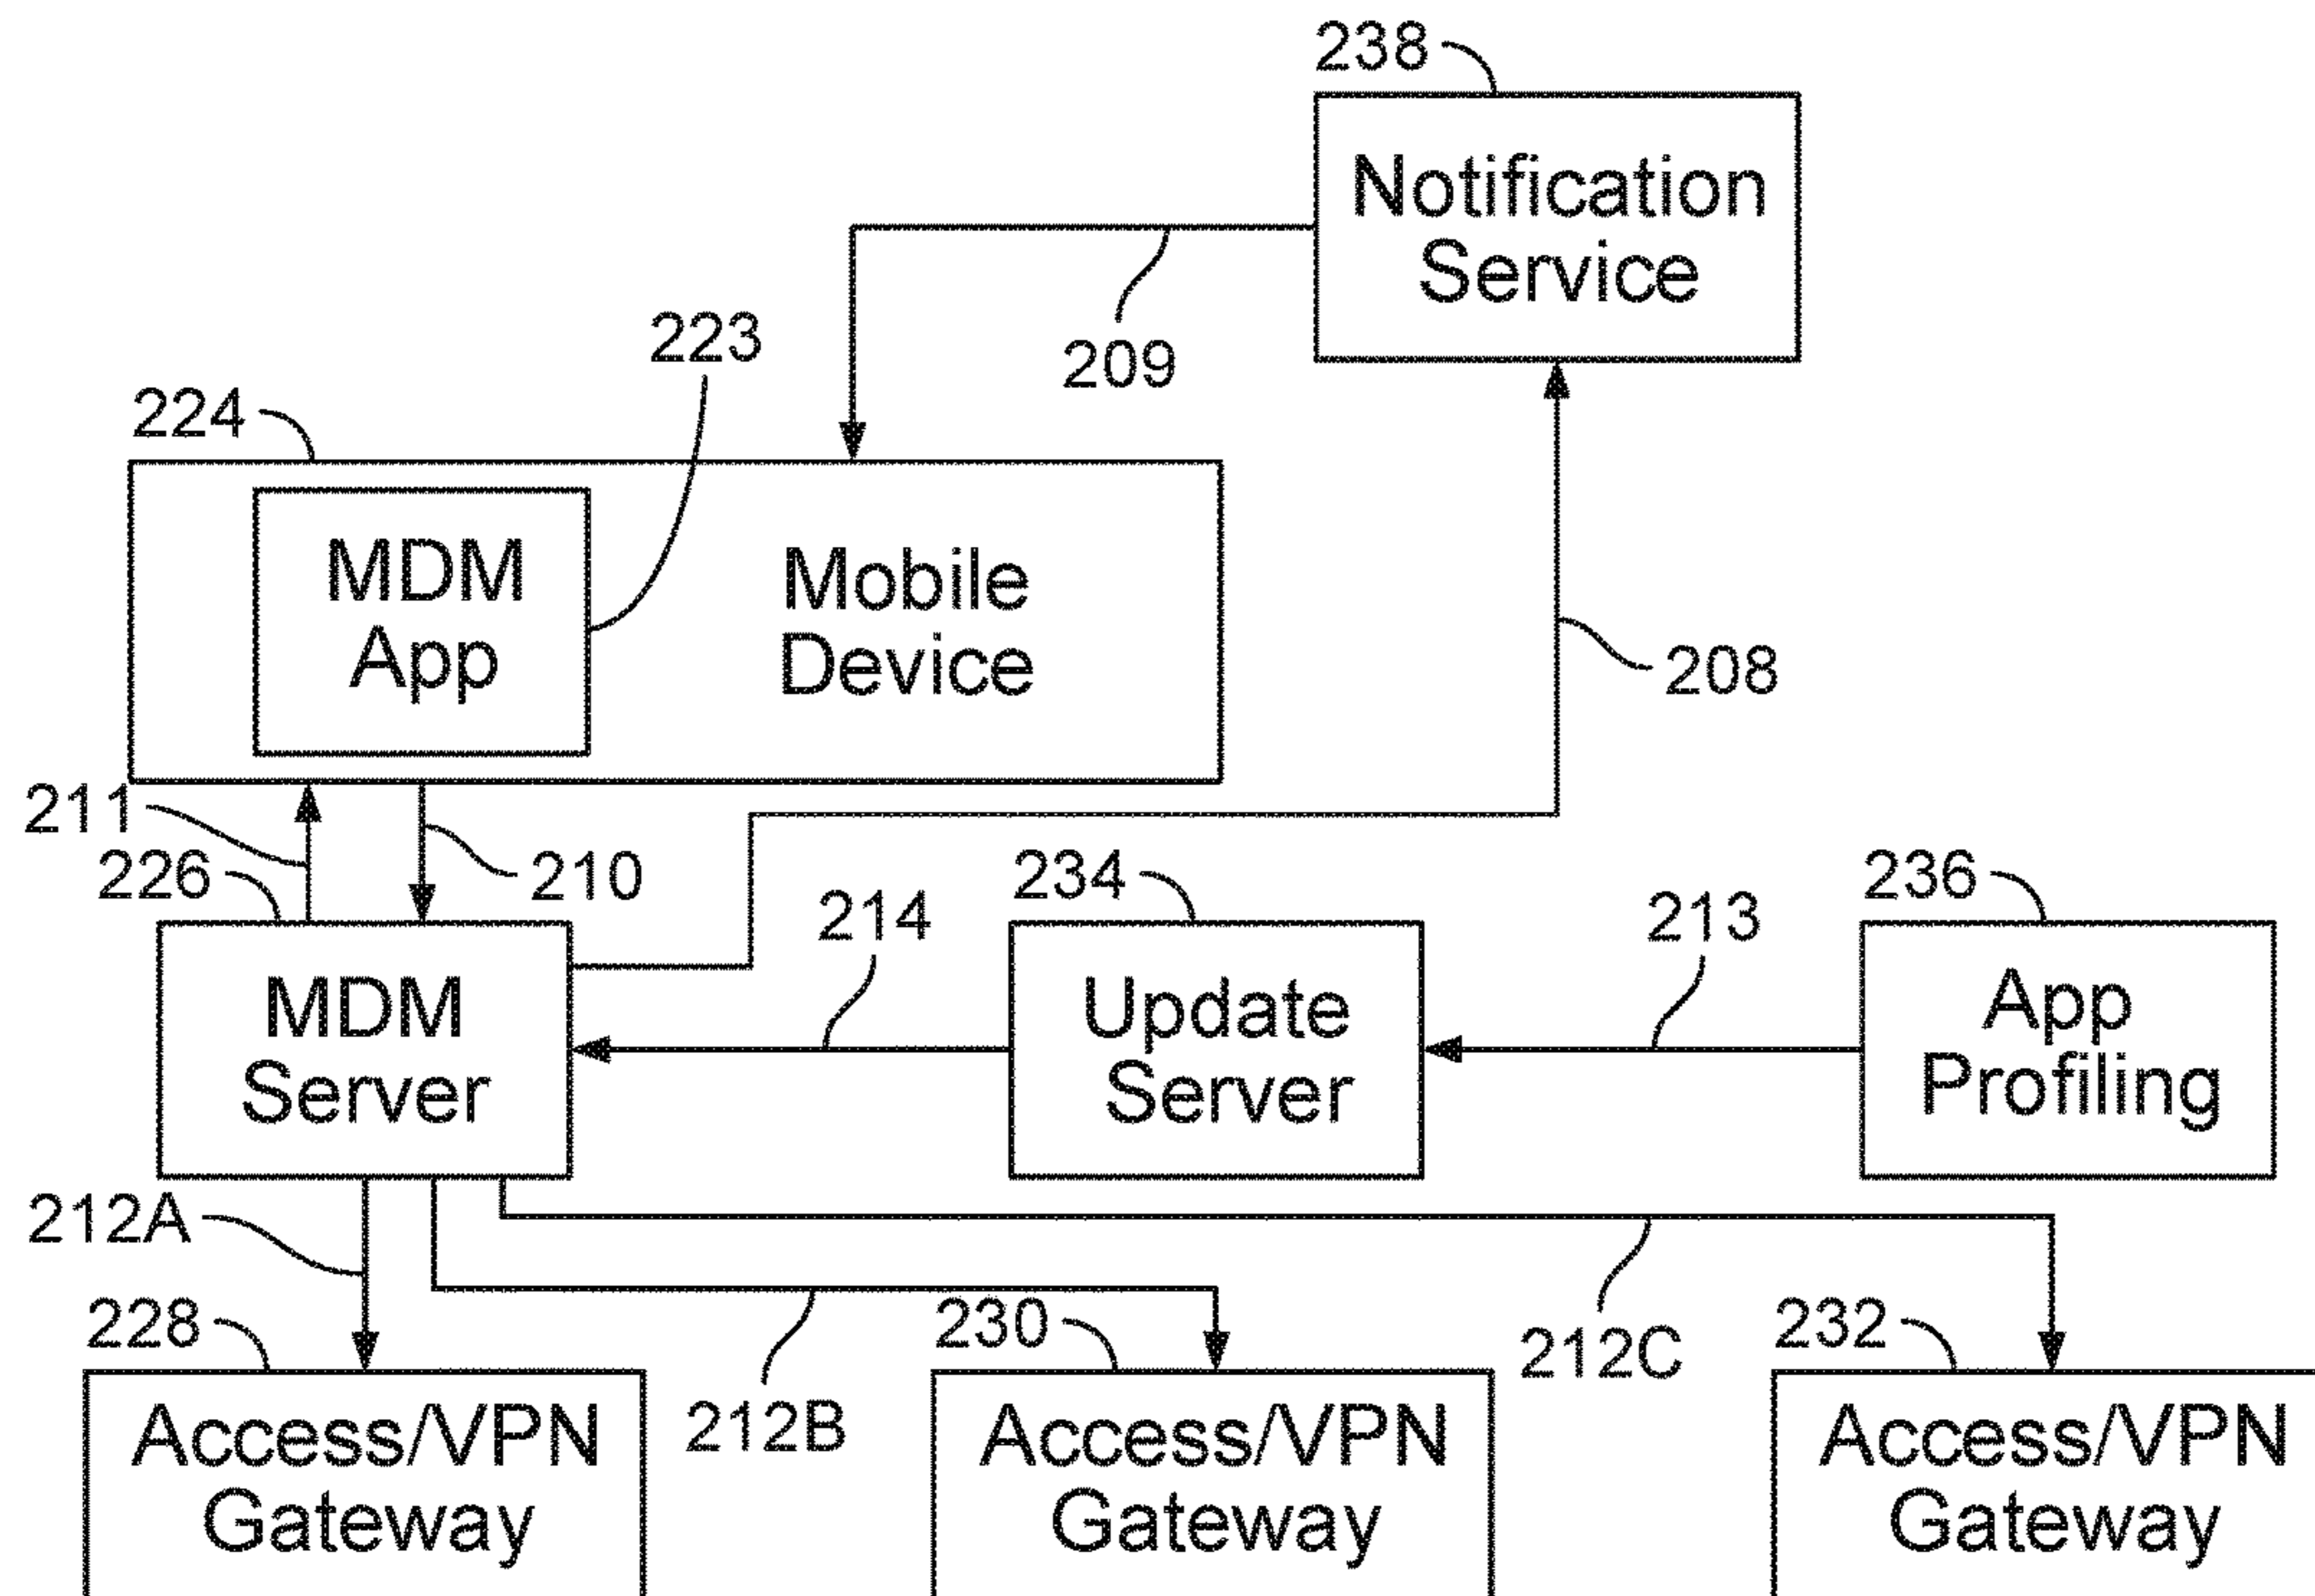 238
Notification
Service
209
223
224
MDM
App
Mobile
Device
208
211
210
226
234
236
214
213
MDM
Server
Update
Server
App
Profiling
212A
212B
212C
228
230
232
Access/VPN
Gateway
Access/VPN
Gateway
Access/VPN
Gateway